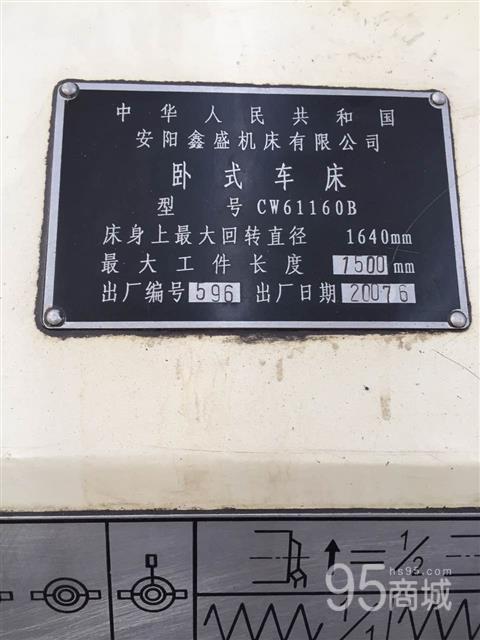 中华人民共和国
安阳鑫盛机床有限公司
卧式车床
型 号 CW61160B
床身上最大回转直径 1640mm
最大工件长度 1500 mm
出厂编号 596 出厂日期 20076
1/2
hs95.com
95商城